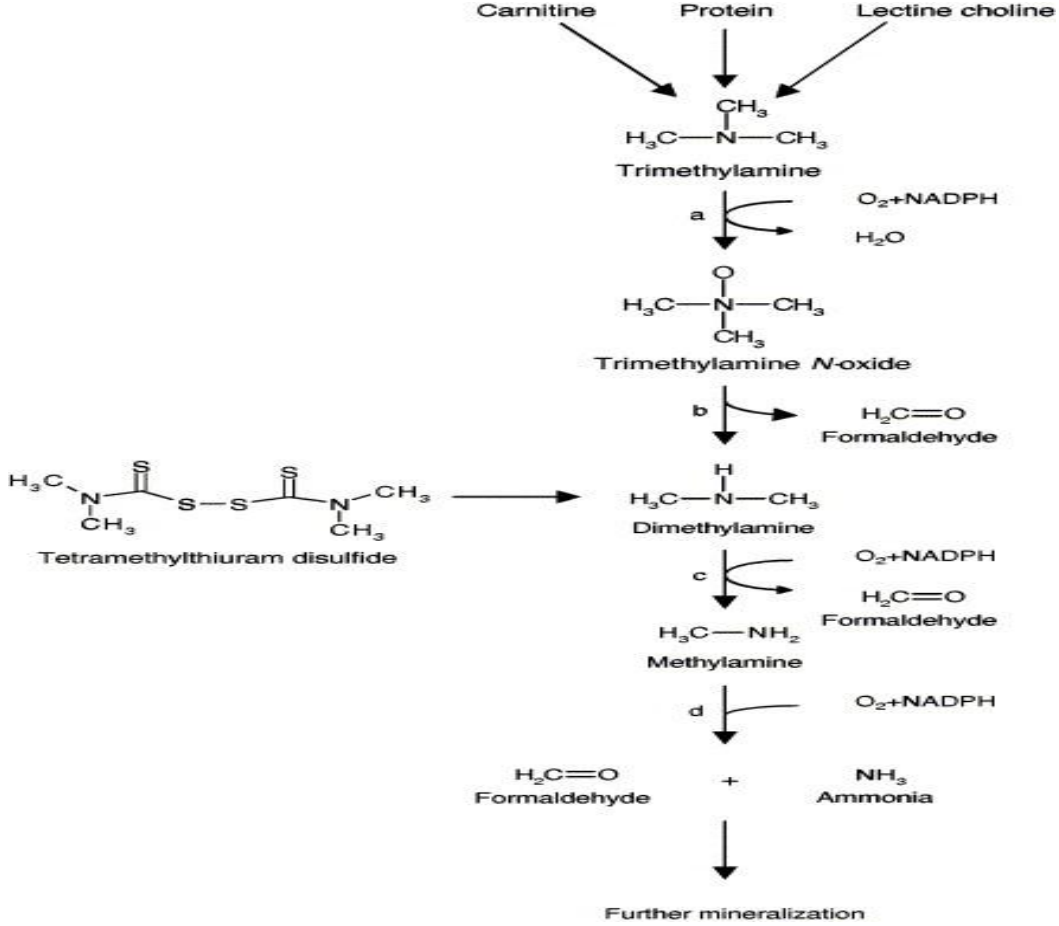 Carnitine Protein Lectine choline
CH₃
H₃C—N—CH₃
Trimethylamine
a O₂+NADPH
H₂O
O
H₃C—N—CH₃
CH₃
Trimethylamine N-oxide
b H₂C=O
Formaldehyde
S S
H₃C N S—S N CH₃
CH₃ CH₃
Tetramethylthiuram disulfide
H
H₃C—N—CH₃
Dimethylamine
c O₂+NADPH
H₂C=O
Formaldehyde
H₃C—NH₂
Methylamine
d O₂+NADPH
H₂C=O + NH₃
Formaldehyde Ammonia
Further mineralization